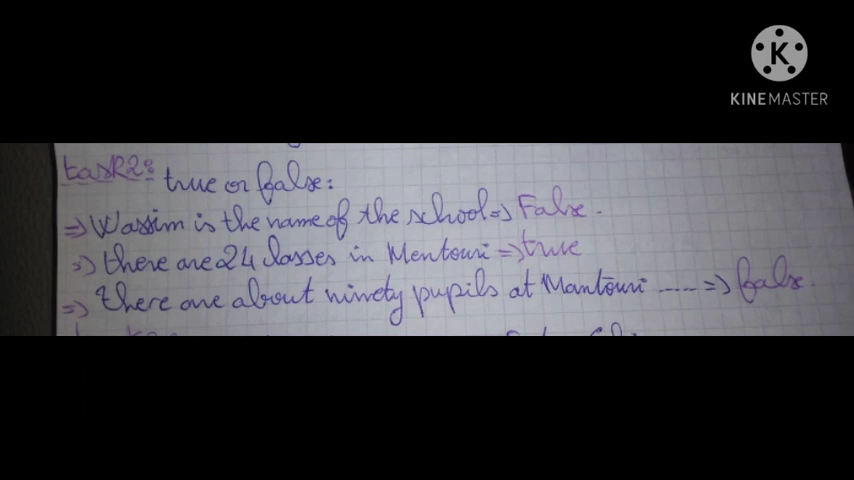 KINEMASTER
task2:
true or false:
=> Wassim is the name of the school => False.
=> there are 24 classes in Mentouri => true
=> there are about ninety pupils at Mantouri ..... => false.